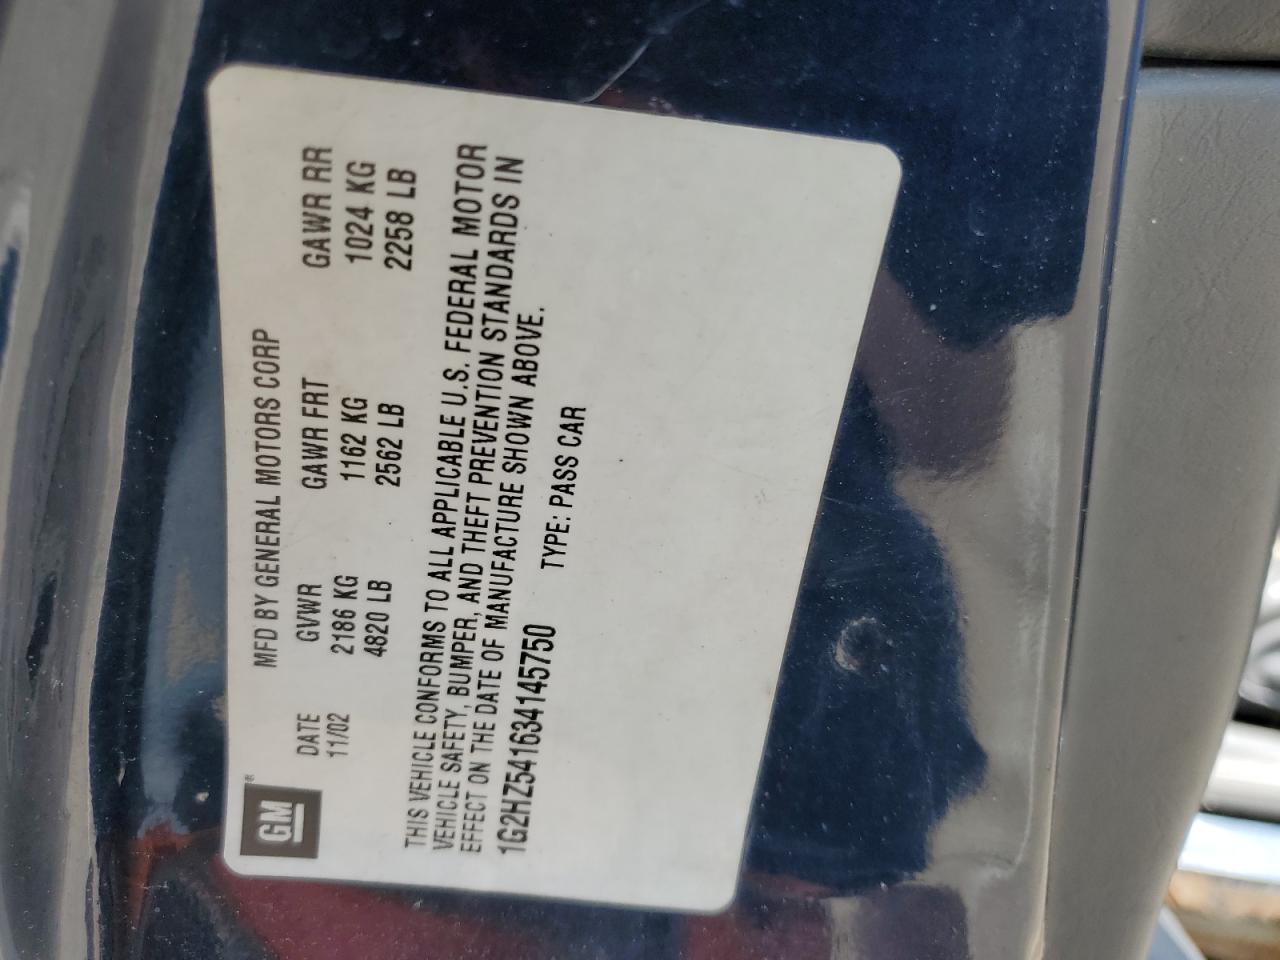 GM®
MFD BY GENERAL MOTORS CORP
DATE GVWR GAWR FRT GAWR RR
11/02 2186 KG 1162 KG 1024 KG
4820 LB 2562 LB 2258 LB
THIS VEHICLE CONFORMS TO ALL APPLICABLE U.S. FEDERAL MOTOR
VEHICLE SAFETY, BUMPER, AND THEFT PREVENTION STANDARDS IN
EFFECT ON THE DATE OF MANUFACTURE SHOWN ABOVE.
1G2HZ541634145750 TYPE: PASS CAR